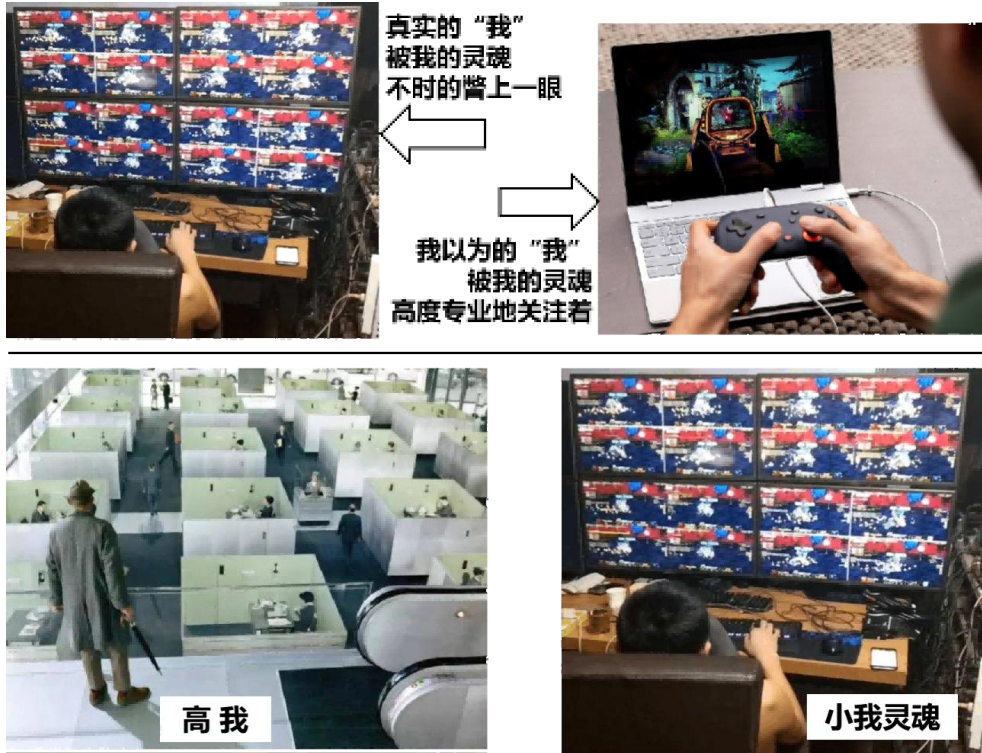 真实的“我”
被我的灵魂
不时的瞥上一眼
我以为的“我”
被我的灵魂
高度专业地关注着
高我
小我灵魂